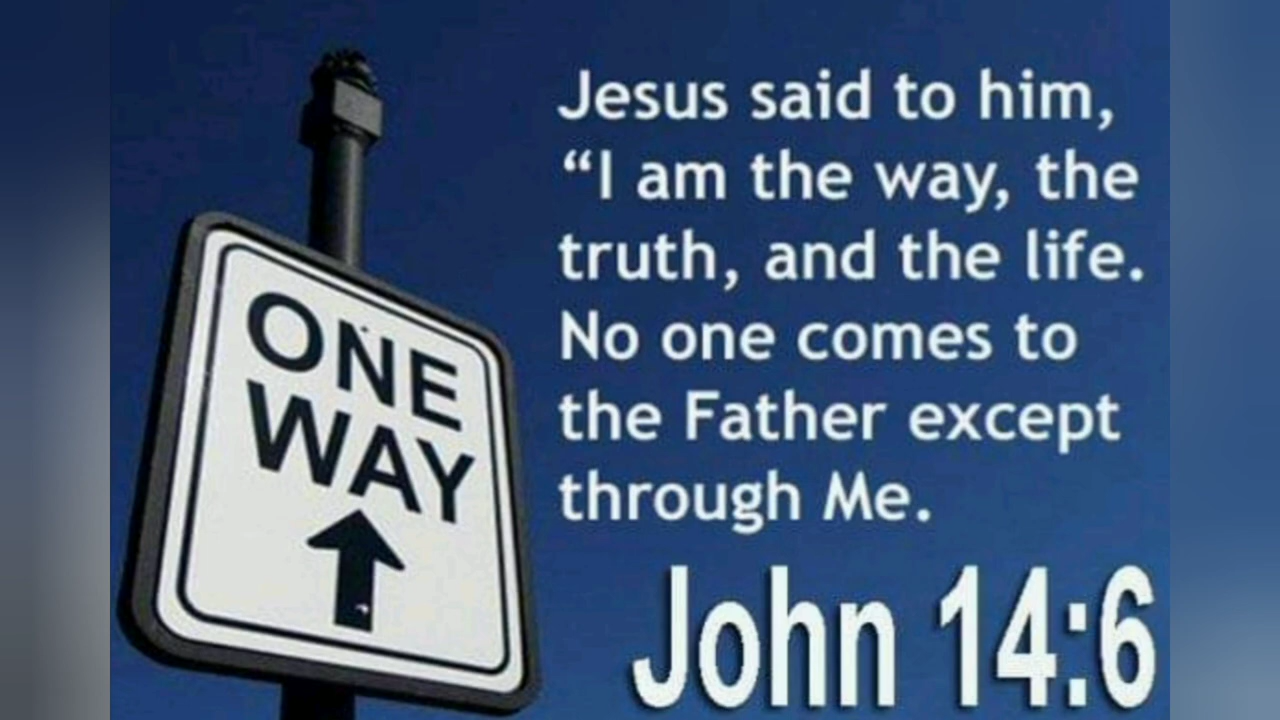 ONE
WAY
Jesus said to him,
“I am the way, the
truth, and the life.
No one comes to
the Father except
through Me.
John 14:6